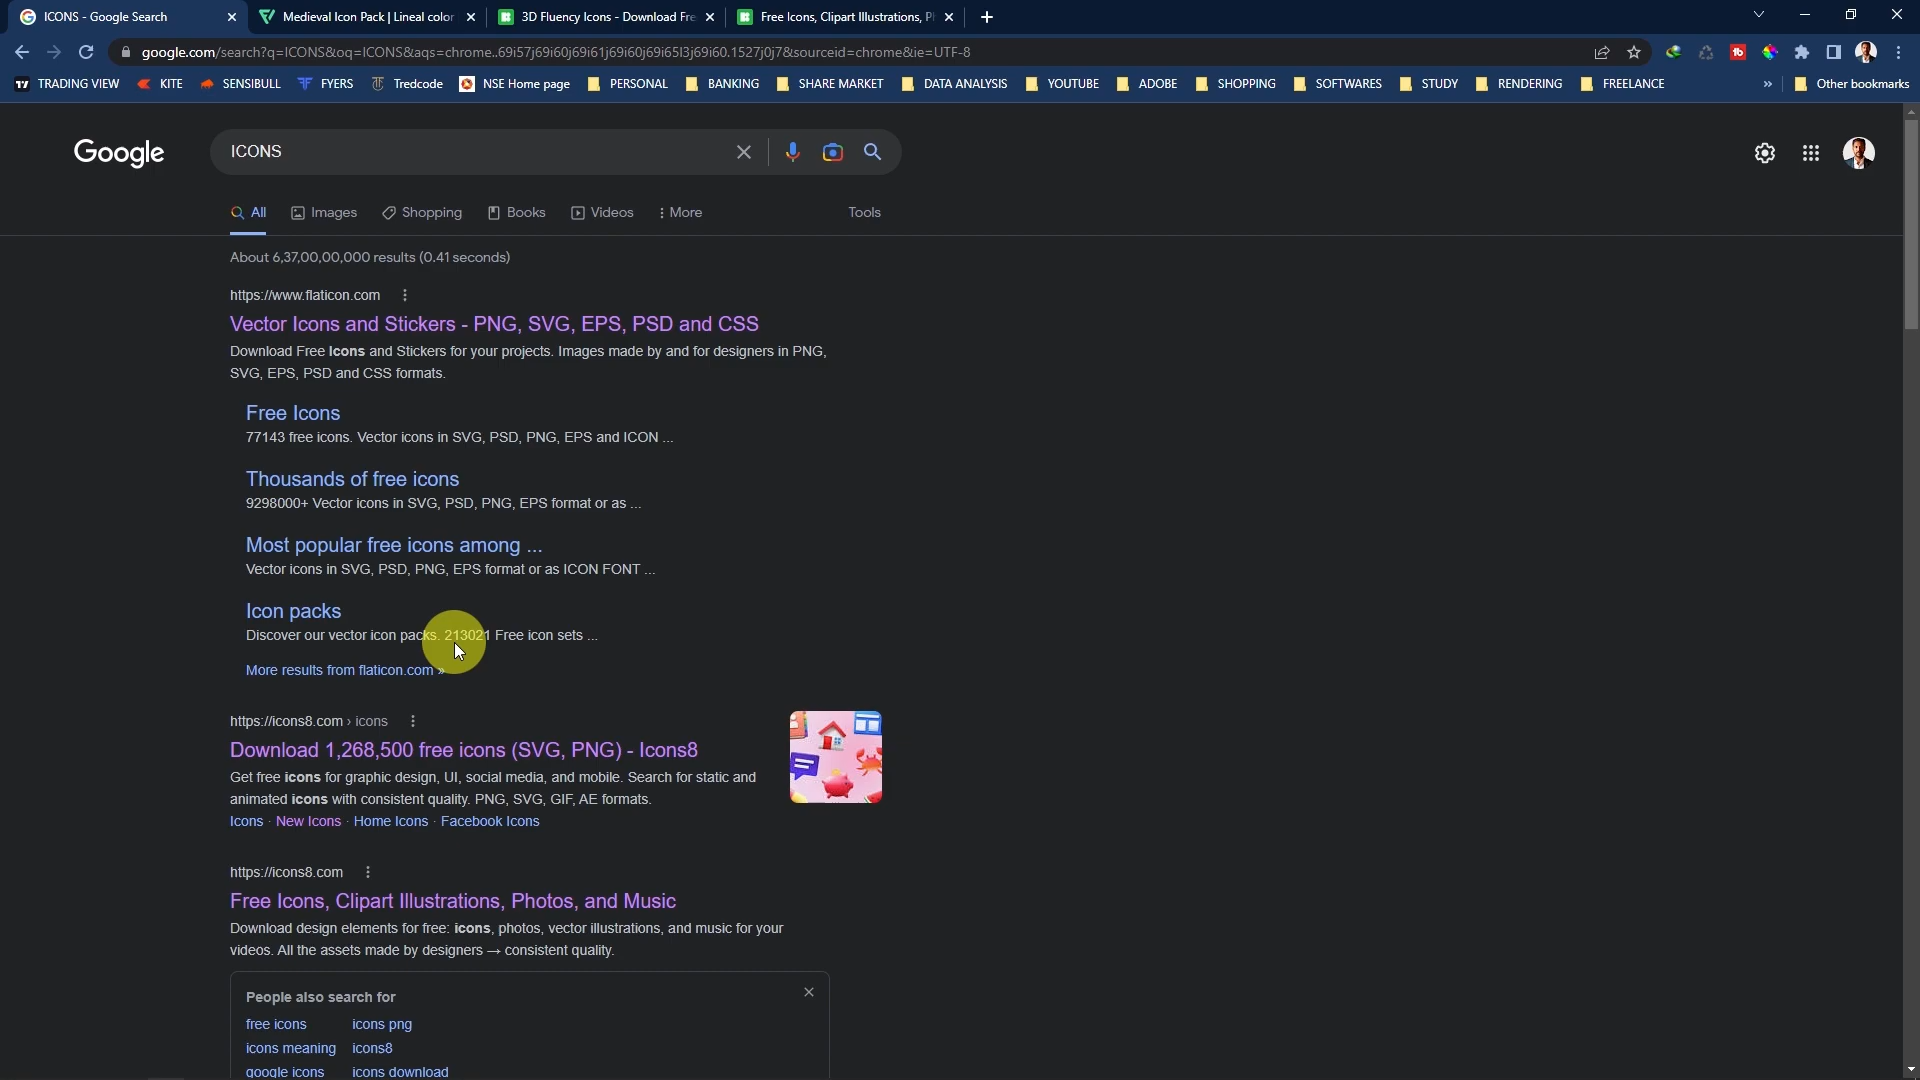 ICONS - Google Search
Medieval Icon Pack | Lineal color
3D Fluency Icons - Download Fre
Free Icons, Clipart Illustrations, Ph
google.com/search?q=ICONS&oq=ICONS&aqs=chrome..69i57j69i60j69i61j69i60j69i65l3j69i60.1527j0j7&sourceid=chrome&ie=UTF-8
TRADING VIEW
KITE
SENSIBULL
FYERS
Tredcode
NSE Home page
PERSONAL
BANKING
SHARE MARKET
DATA ANALYSIS
YOUTUBE
ADOBE
SHOPPING
SOFTWARES
STUDY
RENDERING
FREELANCE
»
Other bookmarks
Google
ICONS
All
Images
Shopping
Books
Videos
More
Tools
About 6,37,00,00,000 results (0.41 seconds)
https://www.flaticon.com
Vector Icons and Stickers - PNG, SVG, EPS, PSD and CSS
Download Free Icons and Stickers for your projects. Images made by and for designers in PNG,
SVG, EPS, PSD and CSS formats.
Free Icons
77143 free icons. Vector icons in SVG, PSD, PNG, EPS and ICON ...
Thousands of free icons
9298000+ Vector icons in SVG, PSD, PNG, EPS format or as ...
Most popular free icons among ...
Vector icons in SVG, PSD, PNG, EPS format or as ICON FONT ...
Icon packs
Discover our vector icon packs. 213021 Free icon sets ...
More results from flaticon.com »
https://icons8.com › icons
Download 1,268,500 free icons (SVG, PNG) - Icons8
Get free icons for graphic design, UI, social media, and mobile. Search for static and
animated icons with consistent quality. PNG, SVG, GIF, AE formats.
Icons · New Icons · Home Icons · Facebook Icons
https://icons8.com
Free Icons, Clipart Illustrations, Photos, and Music
Download design elements for free: icons, photos, vector illustrations, and music for your
videos. All the assets made by designers → consistent quality.
People also search for
free icons
icons png
icons meaning
icons8
google icons
icons download